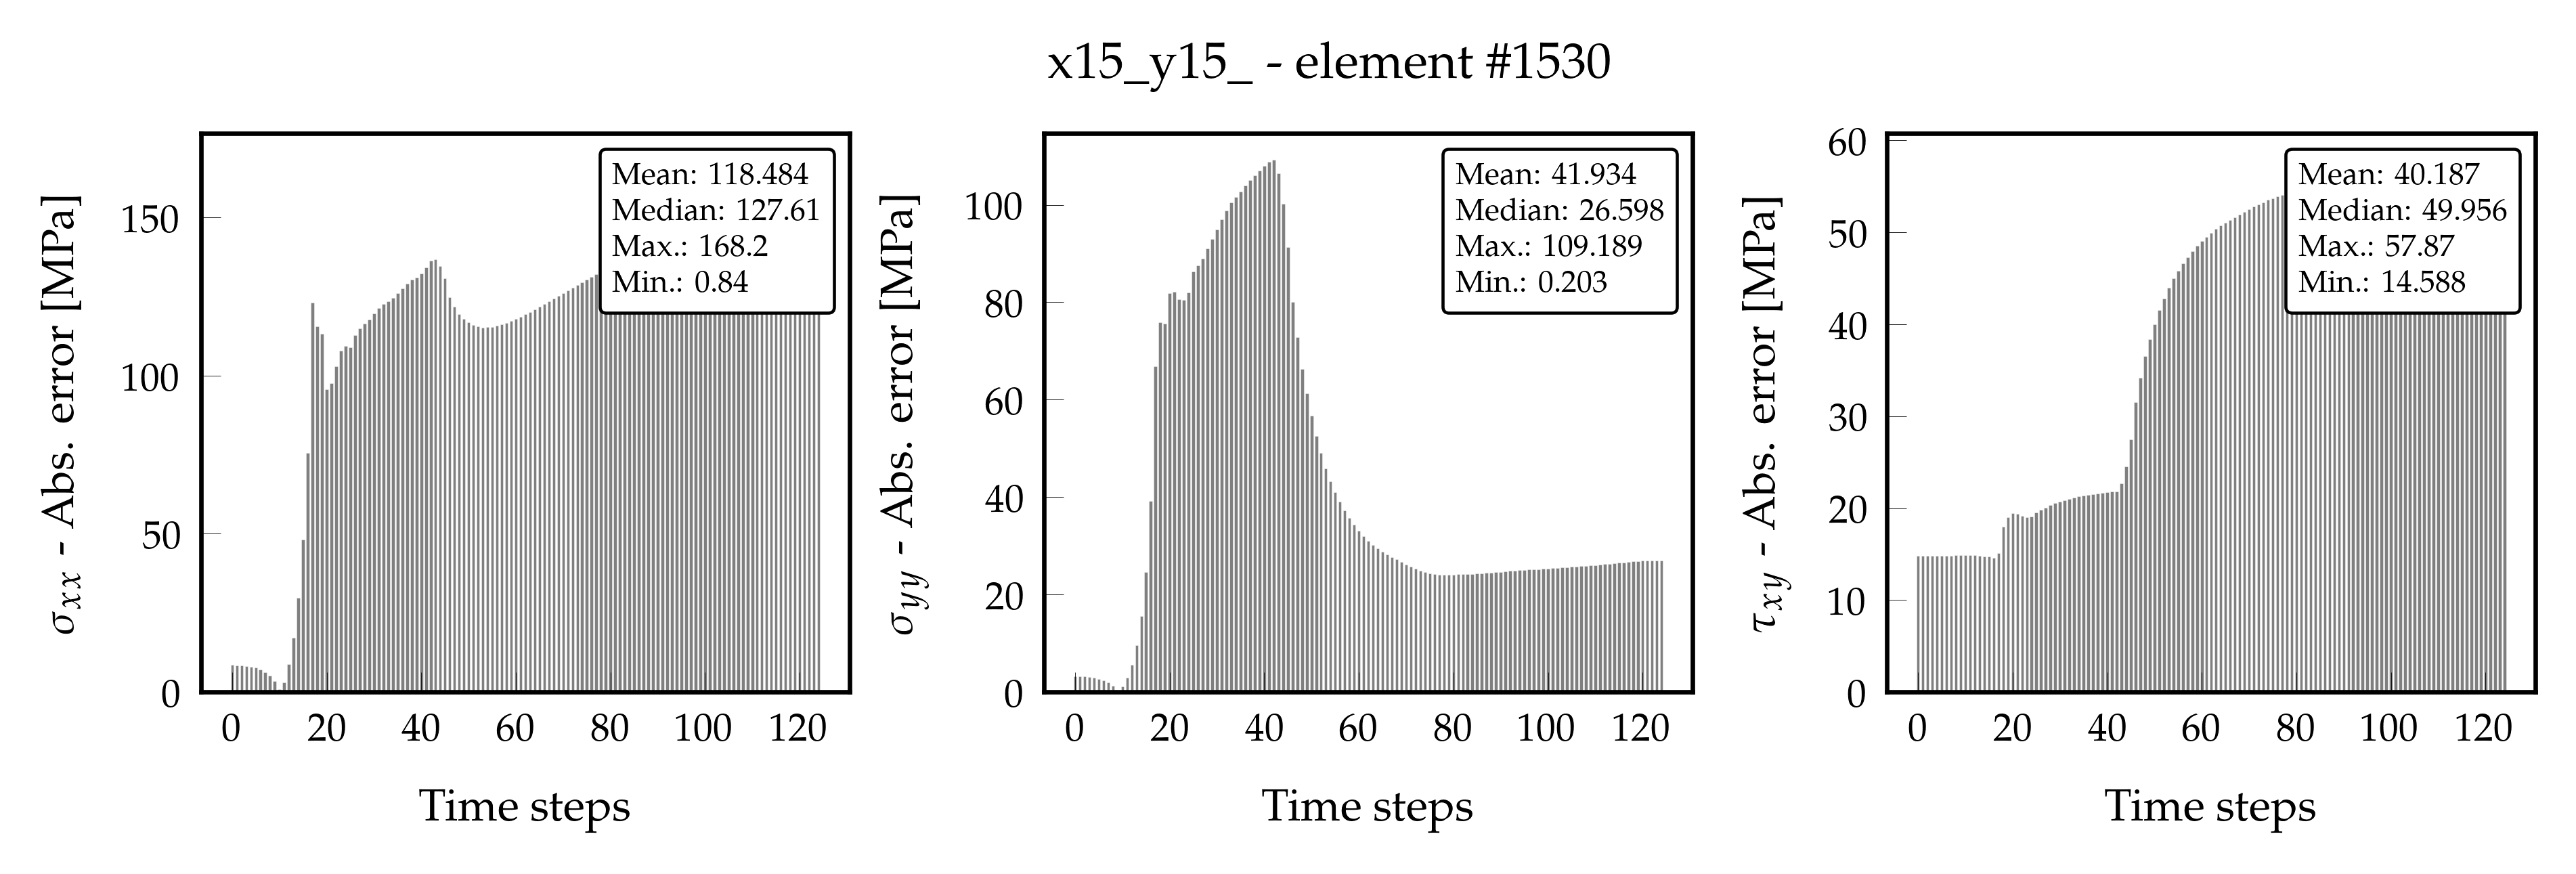 x15_y15_ - element #1530
σxx - Abs. error [MPa]
150
100
50
0
0 20 40 60 80 100 120
Time steps
Mean: 118.484
Median: 127.61
Max.: 168.2
Min.: 0.84
σyy - Abs. error [MPa]
100
80
60
40
20
0
0 20 40 60 80 100 120
Time steps
Mean: 41.934
Median: 26.598
Max.: 109.189
Min.: 0.203
τxy - Abs. error [MPa]
60
50
40
30
20
10
0
0 20 40 60 80 100 120
Time steps
Mean: 40.187
Median: 49.956
Max.: 57.87
Min.: 14.588